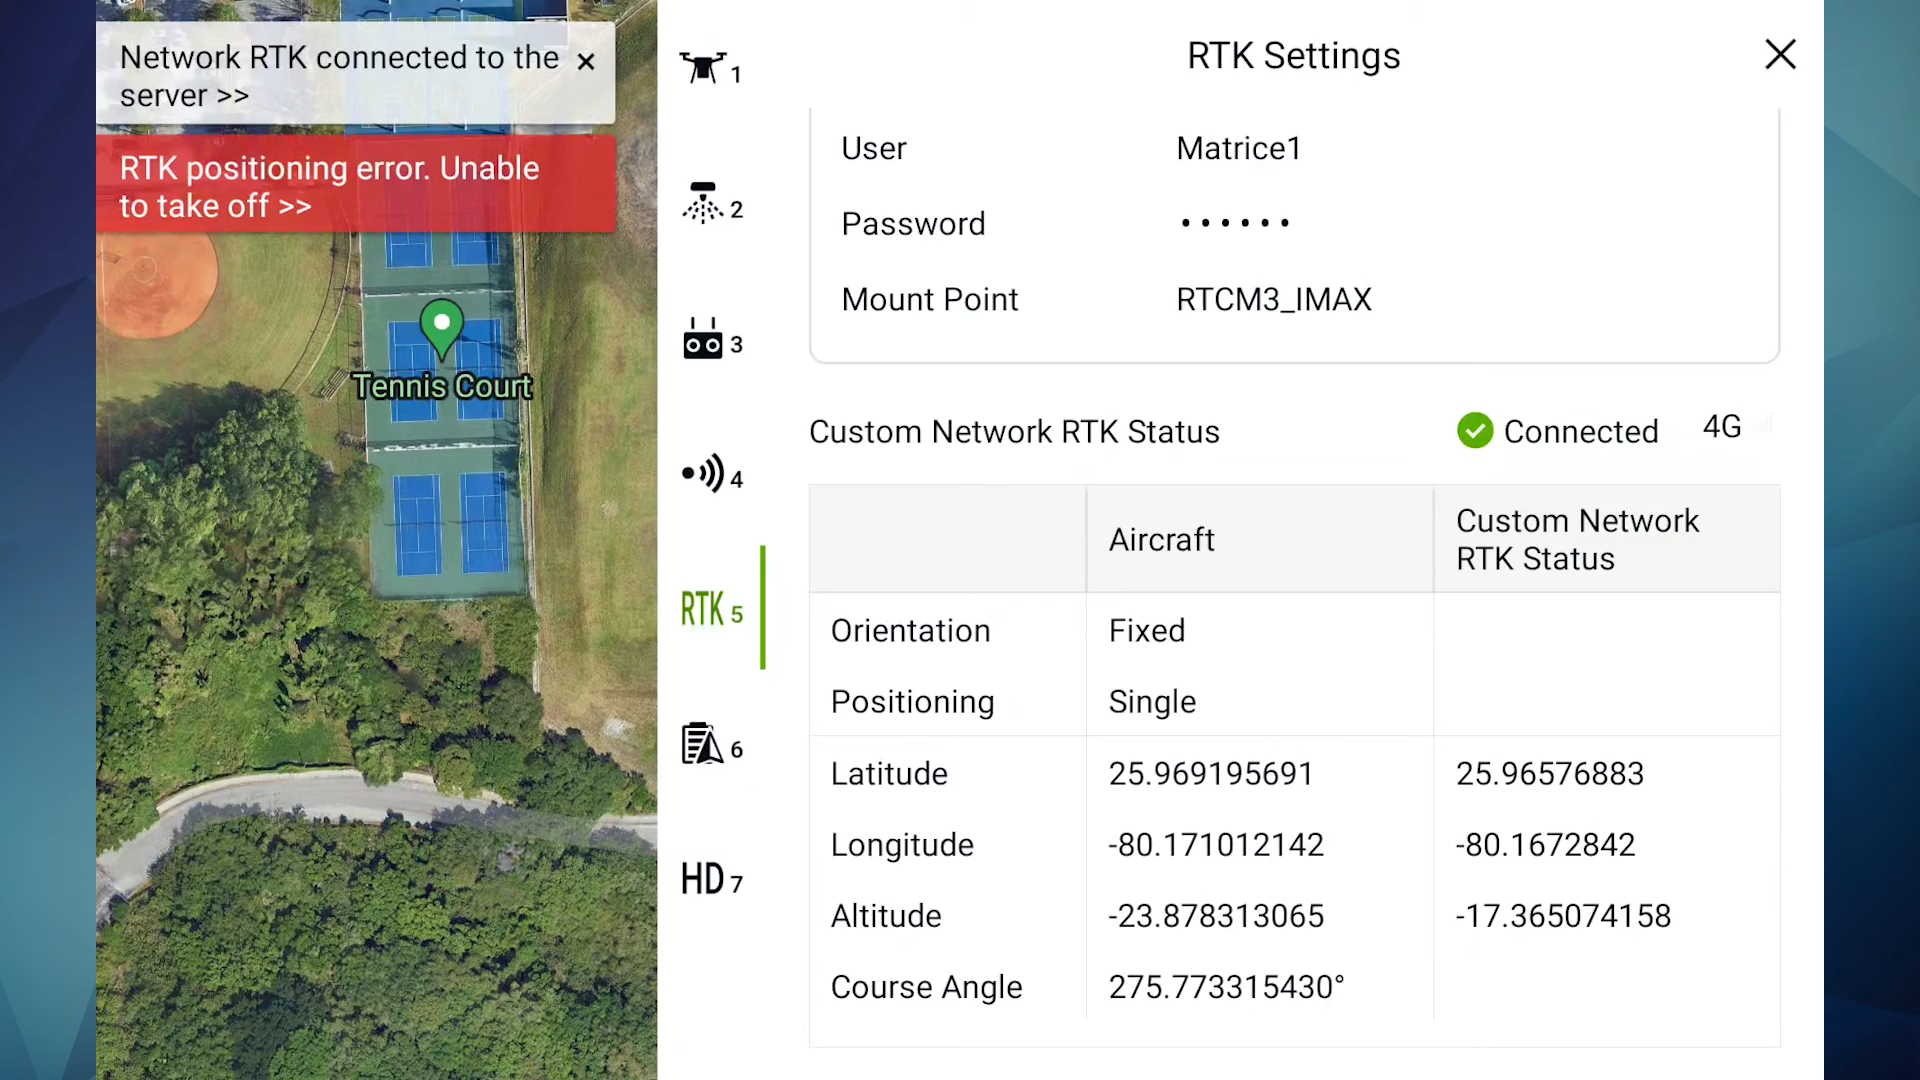 Network RTK connected to the
server >>
RTK positioning error. Unable
to take off >>
Tennis Court
1
2
3
4
RTK 5
6
HD 7
RTK Settings
User Matrice1
Password ••••••
Mount Point RTCM3_IMAX
Custom Network RTK Status Connected 4G
Aircraft Custom Network
RTK Status
Orientation Fixed
Positioning Single
Latitude 25.969195691 25.96576883
Longitude -80.171012142 -80.1672842
Altitude -23.878313065 -17.365074158
Course Angle 275.773315430°